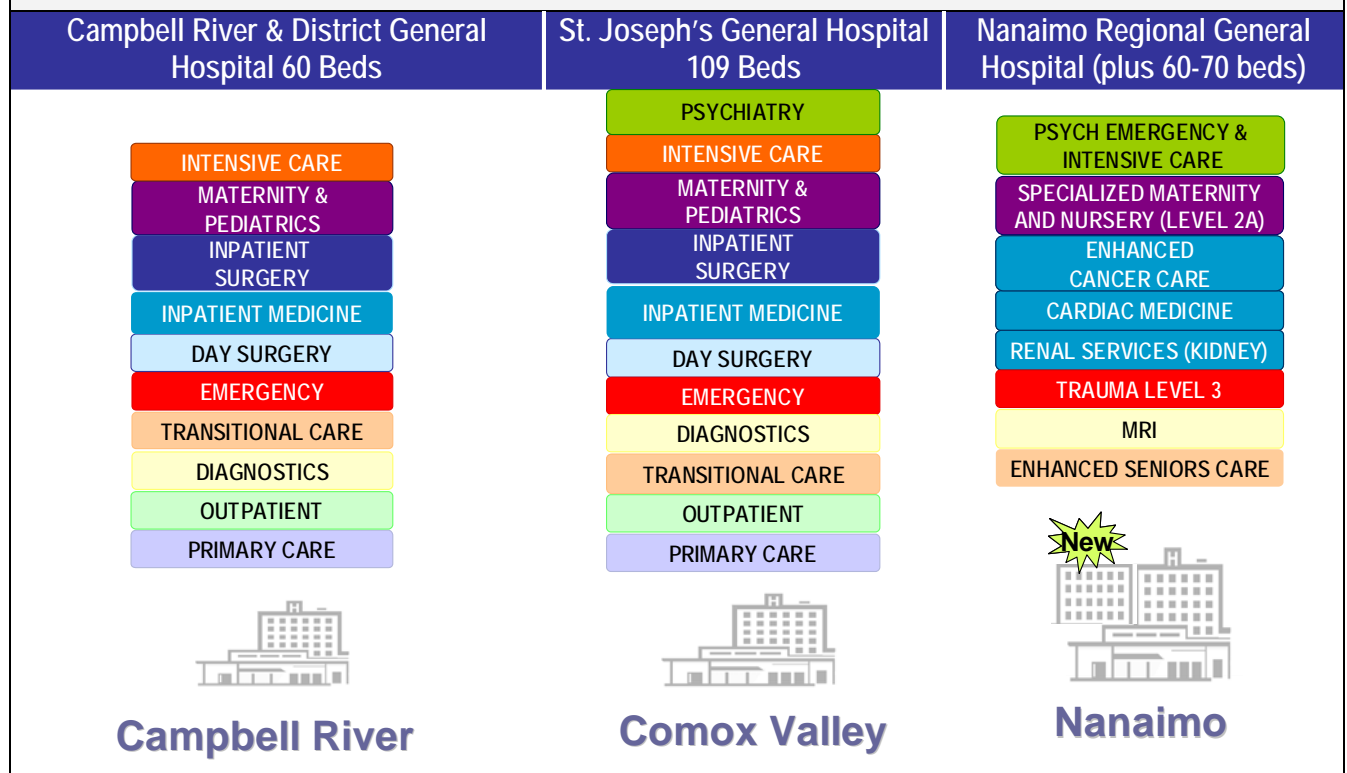 Campbell River & District General
Hospital 60 Beds
St. Joseph's General Hospital
109 Beds
Nanaimo Regional General
Hospital (plus 60-70 beds)
INTENSIVE CARE
MATERNITY &
PEDIATRICS
INPATIENT
SURGERY
INPATIENT MEDICINE
DAY SURGERY
EMERGENCY
TRANSITIONAL CARE
DIAGNOSTICS
OUTPATIENT
PRIMARY CARE
H
Campbell River
PSYCHIATRY
INTENSIVE CARE
MATERNITY &
PEDIATRICS
INPATIENT
SURGERY
INPATIENT MEDICINE
DAY SURGERY
EMERGENCY
DIAGNOSTICS
TRANSITIONAL CARE
OUTPATIENT
PRIMARY CARE
H
Comox Valley
PSYCH EMERGENCY &
INTENSIVE CARE
SPECIALIZED MATERNITY
AND NURSERY (LEVEL 2A)
ENHANCED
CANCER CARE
CARDIAC MEDICINE
RENAL SERVICES (KIDNEY)
TRAUMA LEVEL 3
MRI
ENHANCED SENIORS CARE
New
H
Nanaimo